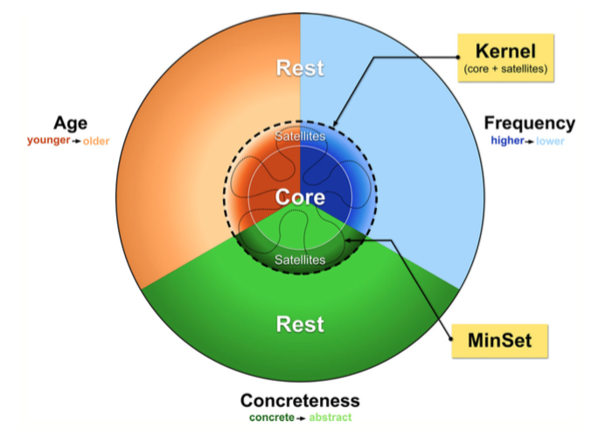 Rest
Kernel
(core + satellites)
Age
younger→older
Frequency
higher→lower
Satellites
Core
Satellites
Rest
MinSet
Concreteness
concrete→abstract